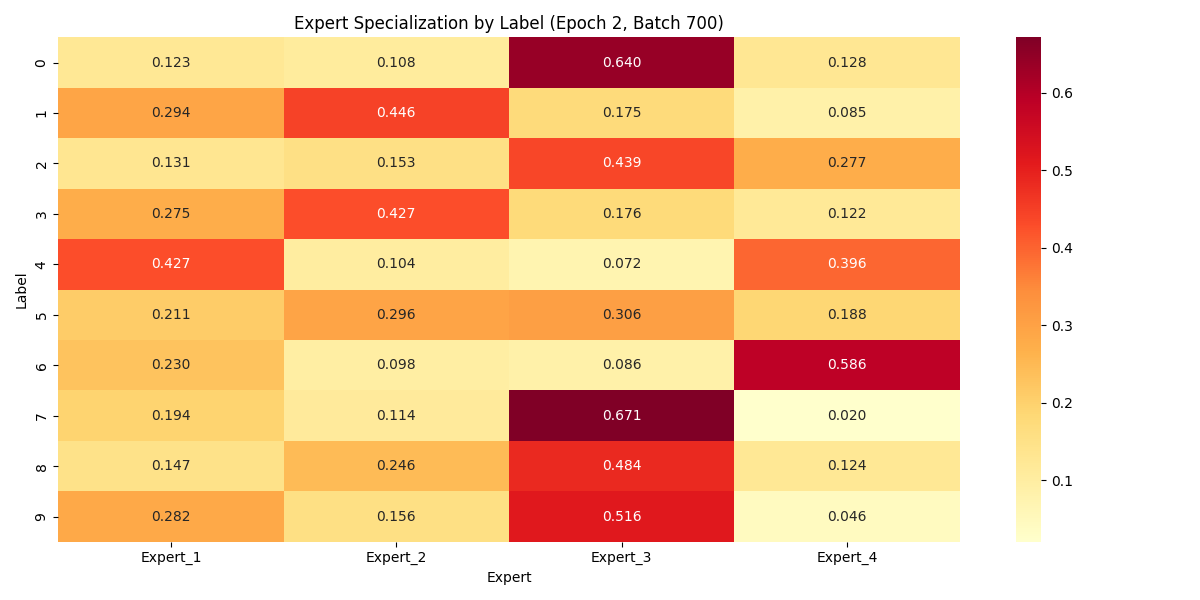 Expert Specialization by Label (Epoch 2, Batch 700)
Label
0 0.123 0.108 0.640 0.128
1 0.294 0.446 0.175 0.085
2 0.131 0.153 0.439 0.277
3 0.275 0.427 0.176 0.122
4 0.427 0.104 0.072 0.396
5 0.211 0.296 0.306 0.188
6 0.230 0.098 0.086 0.586
7 0.194 0.114 0.671 0.020
8 0.147 0.246 0.484 0.124
9 0.282 0.156 0.516 0.046
Expert_1 Expert_2 Expert_3 Expert_4
Expert
0.6
0.5
0.4
0.3
0.2
0.1